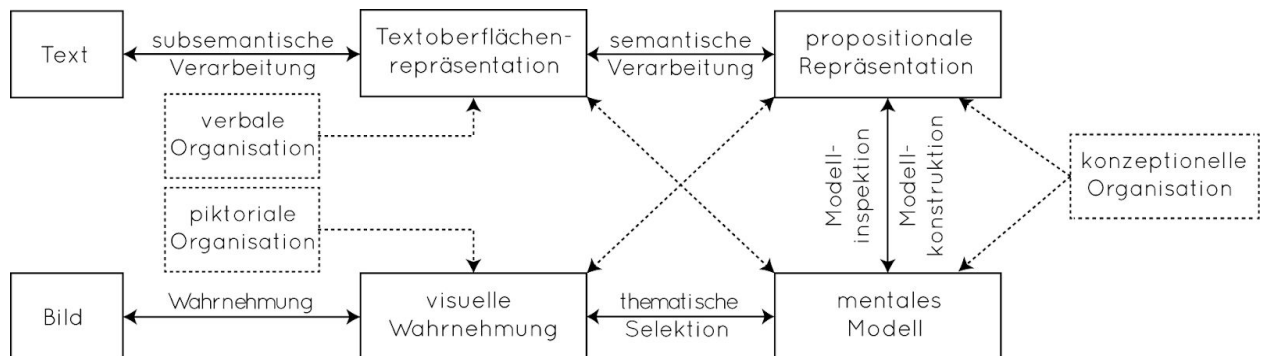 Text
subsemantische
Verarbeitung
Textoberflächen-
repräsentation
semantische
Verarbeitung
propositionale
Repräsentation
verbale
Organisation
piktoriale
Organisation
Modell-
inspektion
Modell-
konstruktion
konzeptionelle
Organisation
Bild
Wahrnehmung
visuelle
Wahrnehmung
thematische
Selektion
mentales
Modell